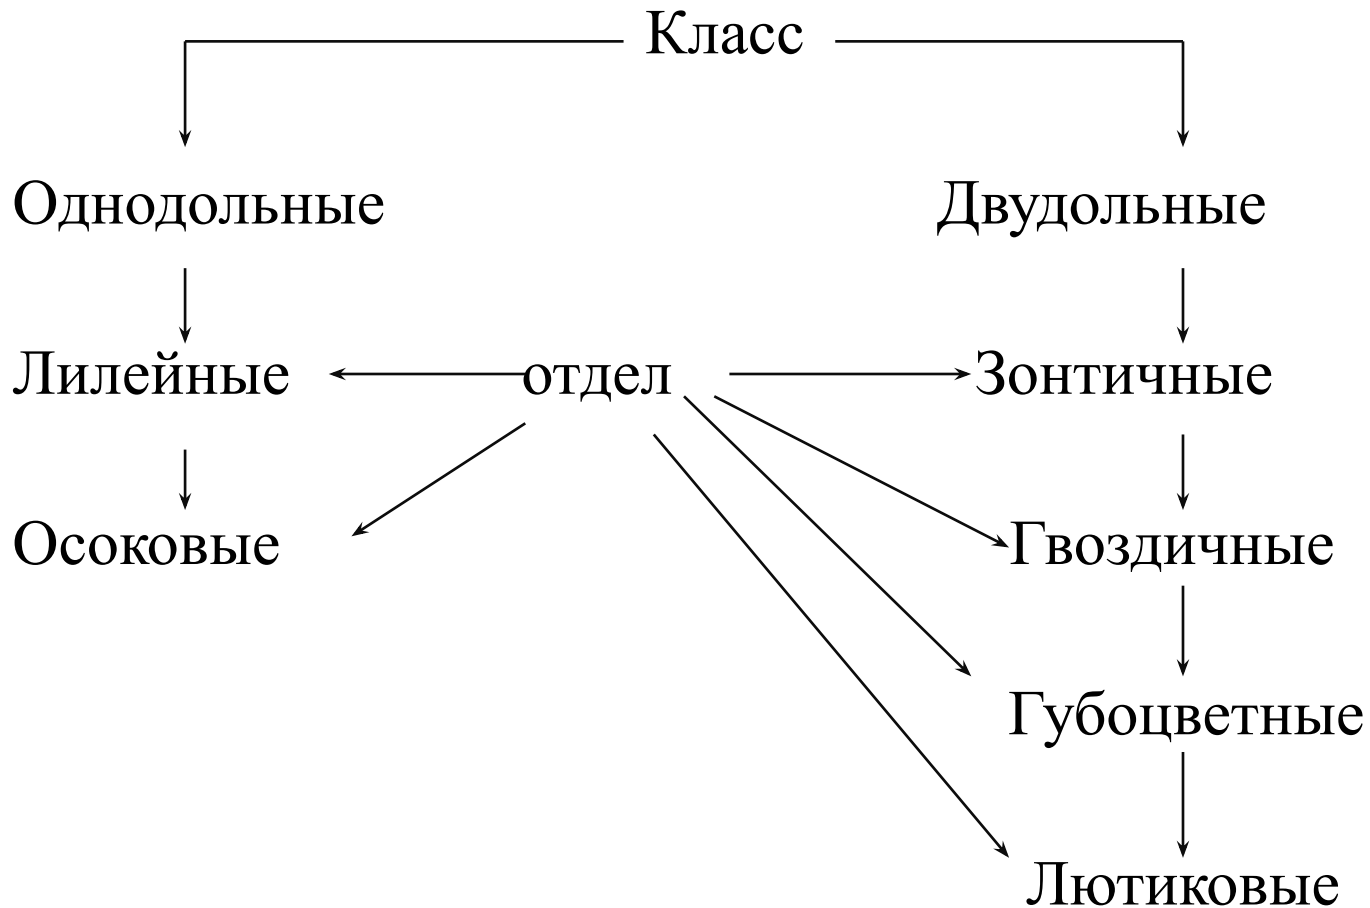 Класс
Однодольные
Двудольные
Лилейные
отдел
Зонтичные
Осоковые
Гвоздичные
Губоцветные
Лютиковые